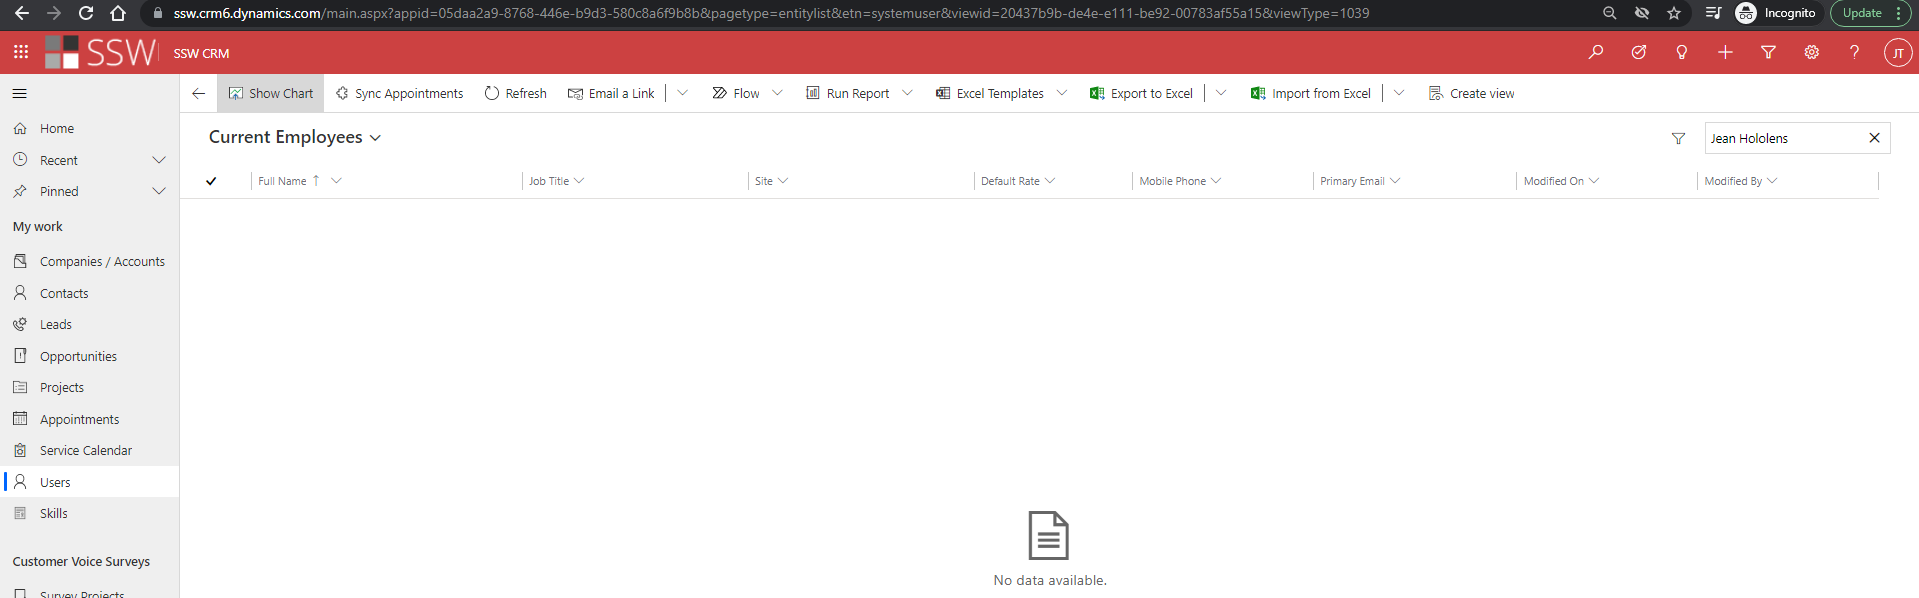 ssw.crm6.dynamics.com/main.aspx?appid=05daa2a9-8768-446e-b9d3-580c8a6f9b8b&pagetype=entitylist&etn=systemuser&viewid=20437b9b-de4e-e111-be92-00783af55a15&viewType=1039
Incognito
Update
SSW
SSW CRM
JT
Show Chart
Sync Appointments
Refresh
Email a Link
Flow
Run Report
Excel Templates
Export to Excel
Import from Excel
Create view
Home
Recent
Pinned
My work
Companies / Accounts
Contacts
Leads
Opportunities
Projects
Appointments
Service Calendar
Users
Skills
Customer Voice Surveys
Survey Projects
Current Employees
Jean Hololens
Full Name
Job Title
Site
Default Rate
Mobile Phone
Primary Email
Modified On
Modified By
No data available.